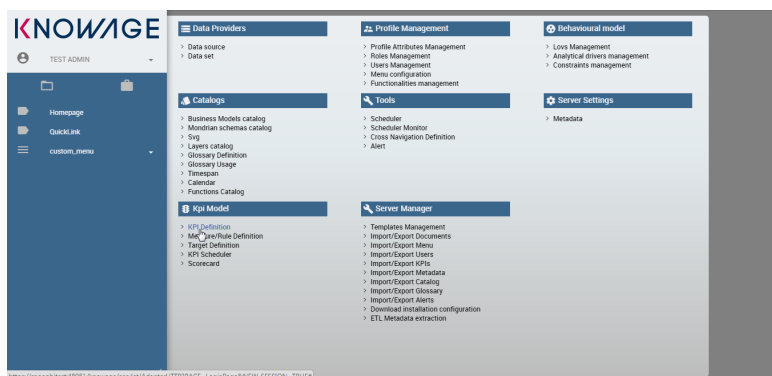 KNOWAGE
TEST ADMIN
Homepage
QuickLink
custom_menu
Data Providers
> Data source
> Data set
Profile Management
> Profile Attributes Management
> Roles Management
> Users Management
> Menu configuration
> Functionalities management
Behavioural model
> Lovs Management
> Analytical drivers management
> Constraints management
Catalogs
> Business Models catalog
> Mondrian schemas catalog
> Svg
> Layers catalog
> Glossary Definition
> Glossary Usage
> Timespan
> Calendar
> Functions Catalog
Tools
> Scheduler
> Scheduler Monitor
> Cross Navigation Definition
> Alert
Server Settings
> Metadata
Kpi Model
> KPI Definition
> Measure/Rule Definition
> Target Definition
> KPI Scheduler
> Scorecard
Server Manager
> Templates Management
> Import/Export Documents
> Import/Export Menu
> Import/Export Users
> Import/Export KPIs
> Import/Export Metadata
> Import/Export Catalog
> Import/Export Glossary
> Import/Export Alerts
> Download installation configuration
> ETL Metadata extraction